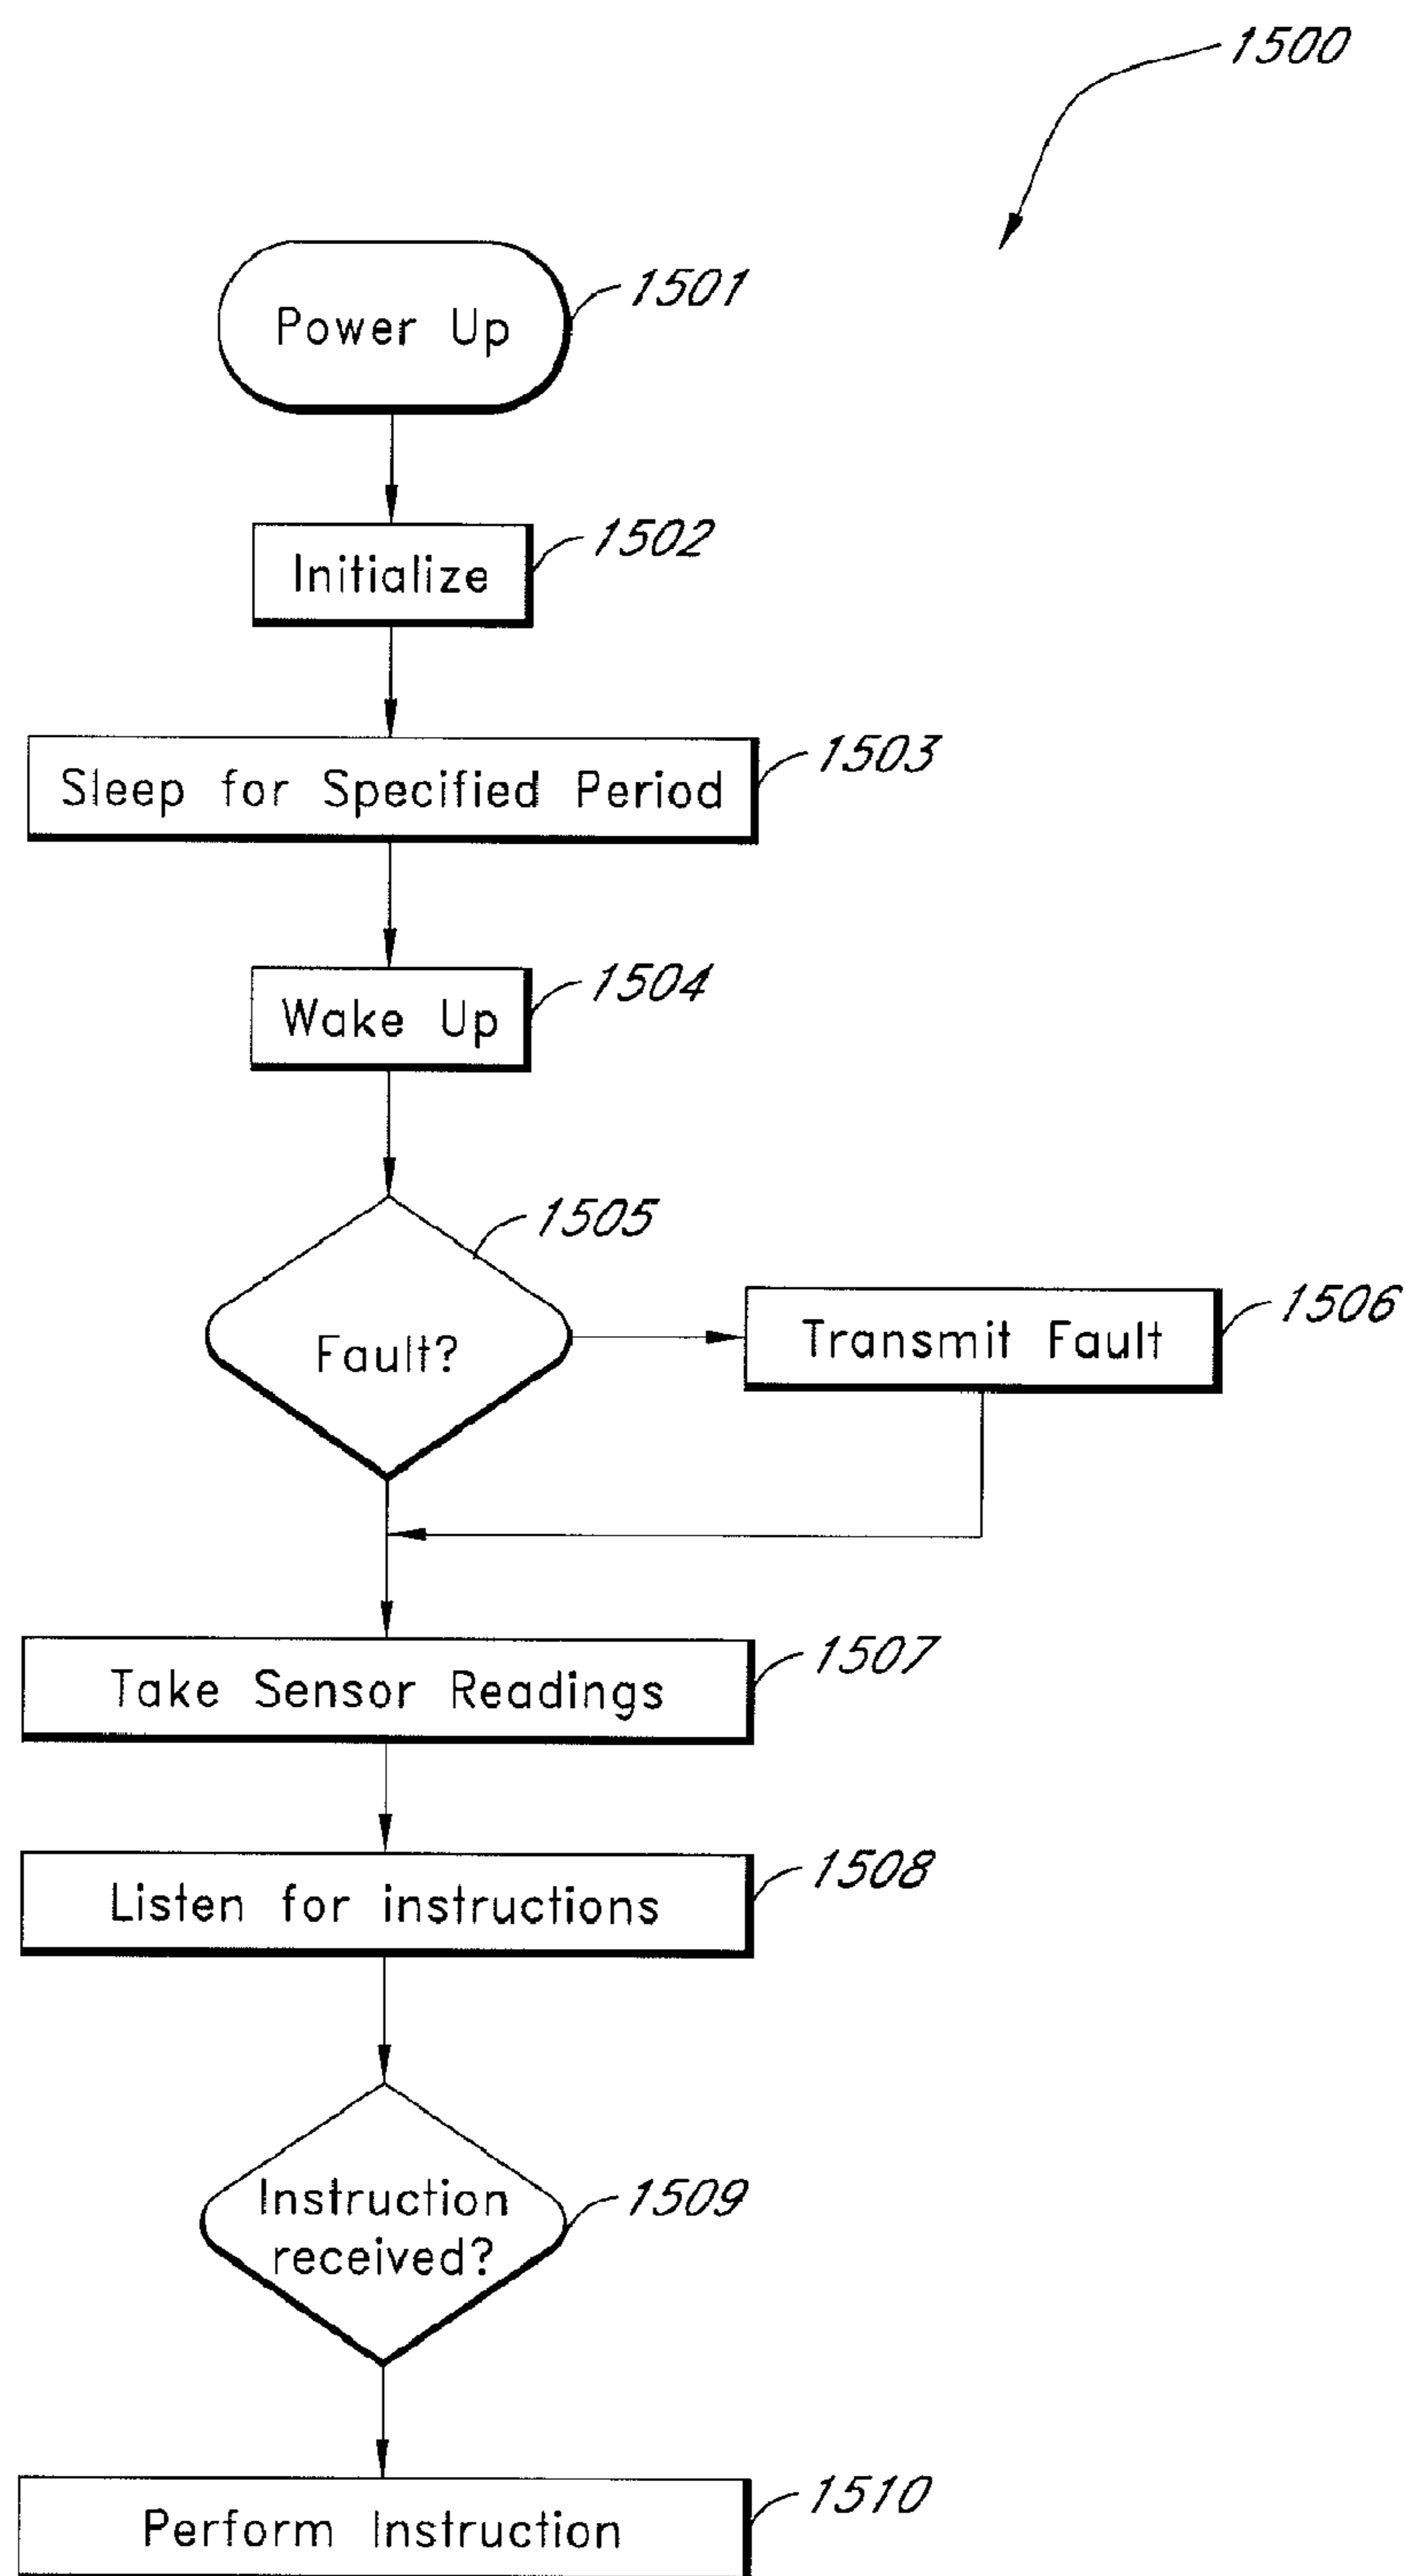 1500
Power Up
1501
Initialize
1502
Sleep for Specified Period
1503
Wake Up
1504
1505
Fault?
Transmit Fault
1506
Take Sensor Readings
1507
Listen for instructions
1508
Instruction
received?
1509
Perform Instruction
1510